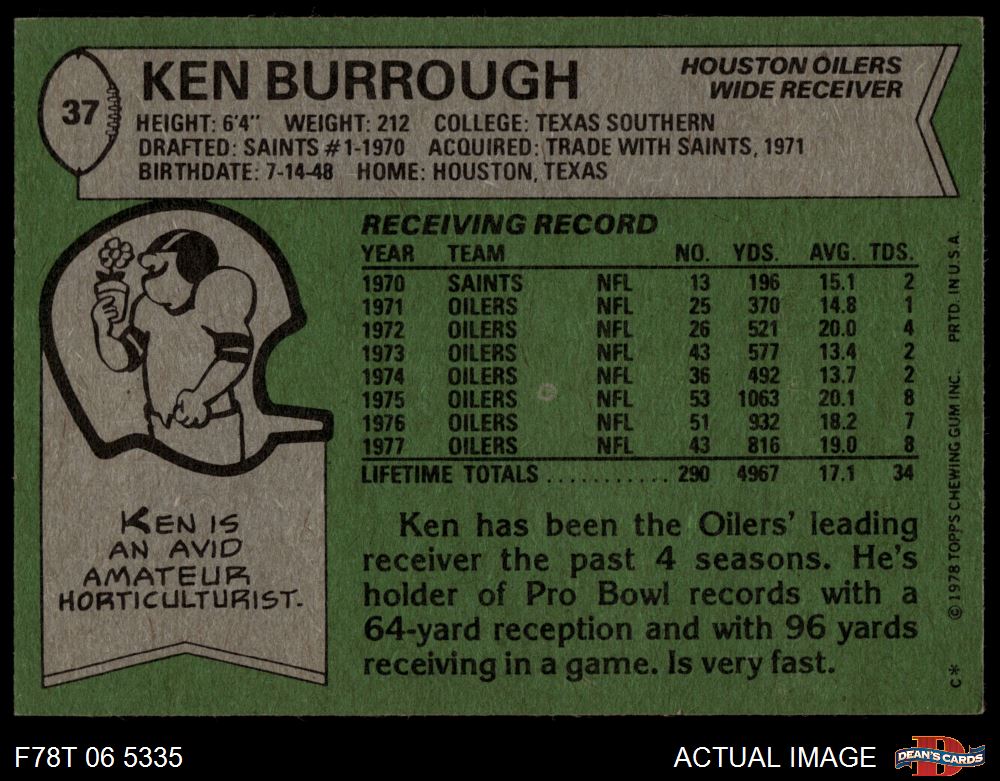 37
KEN BURROUGH
HOUSTON OILERS
WIDE RECEIVER
HEIGHT: 6'4" WEIGHT: 212 COLLEGE: TEXAS SOUTHERN
DRAFTED: SAINTS #1-1970 ACQUIRED: TRADE WITH SAINTS, 1971
BIRTHDATE: 7-14-48 HOME: HOUSTON, TEXAS
RECEIVING RECORD
YEAR TEAM NO. YDS. AVG. TDS.
1970 SAINTS NFL 13 196 15.1 2
1971 OILERS NFL 25 370 14.8 1
1972 OILERS NFL 26 521 20.0 4
1973 OILERS NFL 43 577 13.4 2
1974 OILERS NFL 36 492 13.7 2
1975 OILERS NFL 53 1063 20.1 8
1976 OILERS NFL 51 932 18.2 7
1977 OILERS NFL 43 816 19.0 8
LIFETIME TOTALS ........... 290 4967 17.1 34
KEN IS
AN AVID
AMATEUR
HORTICULTURIST.
Ken has been the Oilers' leading
receiver the past 4 seasons. He's
holder of Pro Bowl records with a
64-yard reception and with 96 yards
receiving in a game. Is very fast.
C* © 1978 TOPPS CHEWING GUM INC. PRTD. IN U.S.A.
F78T 06 5335
ACTUAL IMAGE
D
DEAN'S CARDS